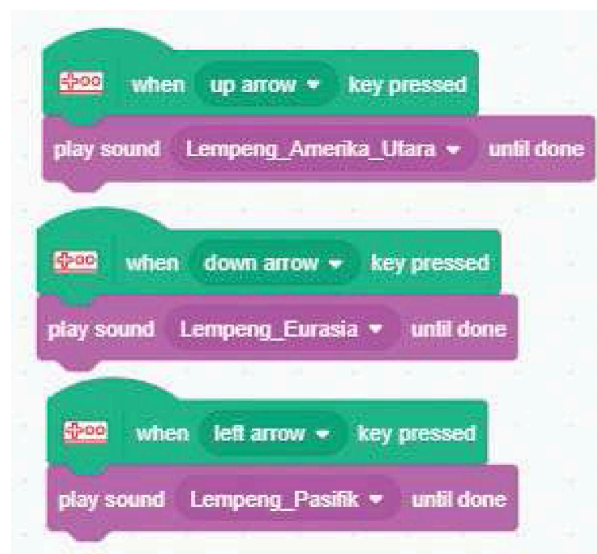 when up arrow key pressed
play sound Lempeng_Amerika_Utara until done
when down arrow key pressed
play sound Lempeng_Eurasia until done
when left arrow key pressed
play sound Lempeng_Pasifik until done